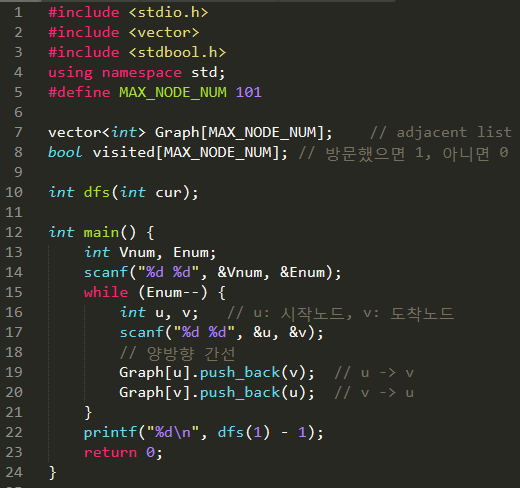 1 #include <stdio.h>
2 #include <vector>
3 #include <stdbool.h>
4 using namespace std;
5 #define MAX_NODE_NUM 101
6
7 vector<int> Graph[MAX_NODE_NUM];    // adjacent list
8 bool visited[MAX_NODE_NUM]; // 방문했으면 1, 아니면 0
9
10 int dfs(int cur);
11
12 int main() {
13     int Vnum, Enum;
14     scanf("%d %d", &Vnum, &Enum);
15     while (Enum--) {
16         int u, v;   // u: 시작노드, v: 도착노드
17         scanf("%d %d", &u, &v);
18         // 양방향 간선
19         Graph[u].push_back(v);  // u -> v
20         Graph[v].push_back(u);  // v -> u
21     }
22     printf("%d\n", dfs(1) - 1);
23     return 0;
24 }